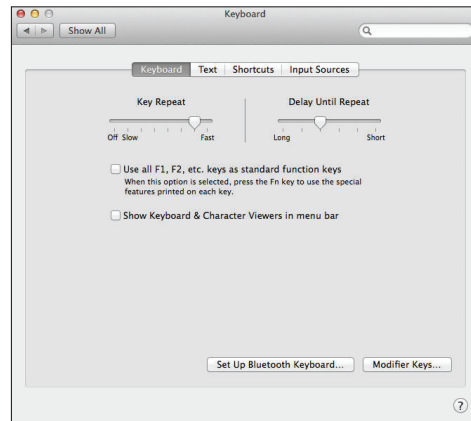 Keyboard
Show All
Keyboard Text Shortcuts Input Sources
Key Repeat Delay Until Repeat
Off Slow Fast Long Short
Use all F1, F2, etc. keys as standard function keys
When this option is selected, press the Fn key to use the special
features printed on each key.
Show Keyboard & Character Viewers in menu bar
Set Up Bluetooth Keyboard... Modifier Keys...
?